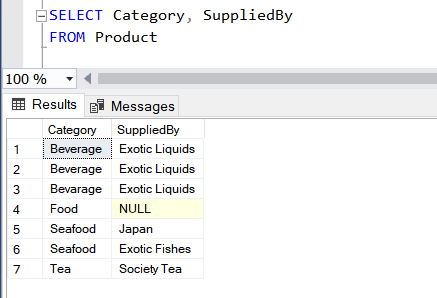 SELECT Category, SuppliedBy
FROM Product
100 %
Results Messages
Category SuppliedBy
1 Beverage Exotic Liquids
2 Beverage Exotic Liquids
3 Bevarage Exotic Liquids
4 Food NULL
5 Seafood Japan
6 Seafood Exotic Fishes
7 Tea Society Tea